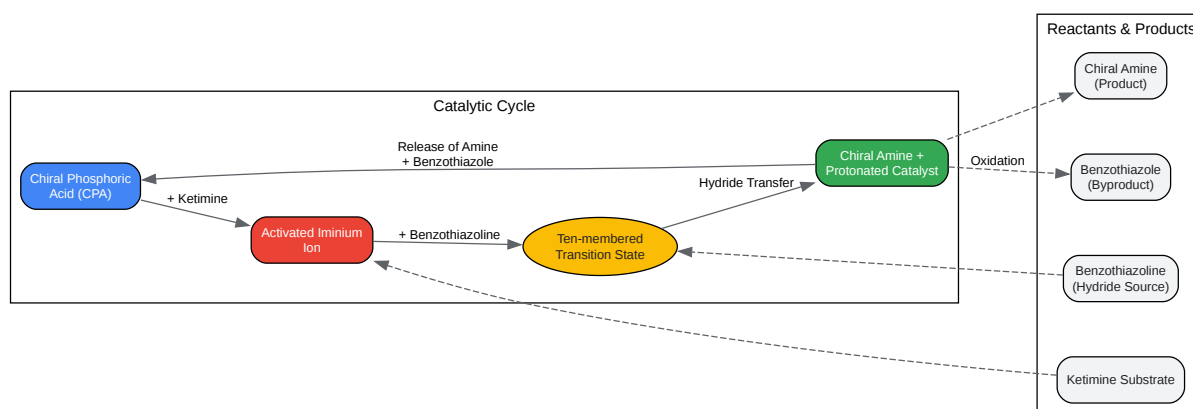 Reactants & Products
Chiral Amine
(Product)
Catalytic Cycle
Release of Amine
+ Benzothiazole
Chiral Phosphoric
Acid (CPA)
+ Ketimine
Activated Iminium
Ion
+ Benzothiazoline
Ten-membered
Transition State
Hydride Transfer
Chiral Amine +
Protonated Catalyst
Oxidation
Benzothiazole
(Byproduct)
Benzothiazoline
(Hydride Source)
Ketimine Substrate